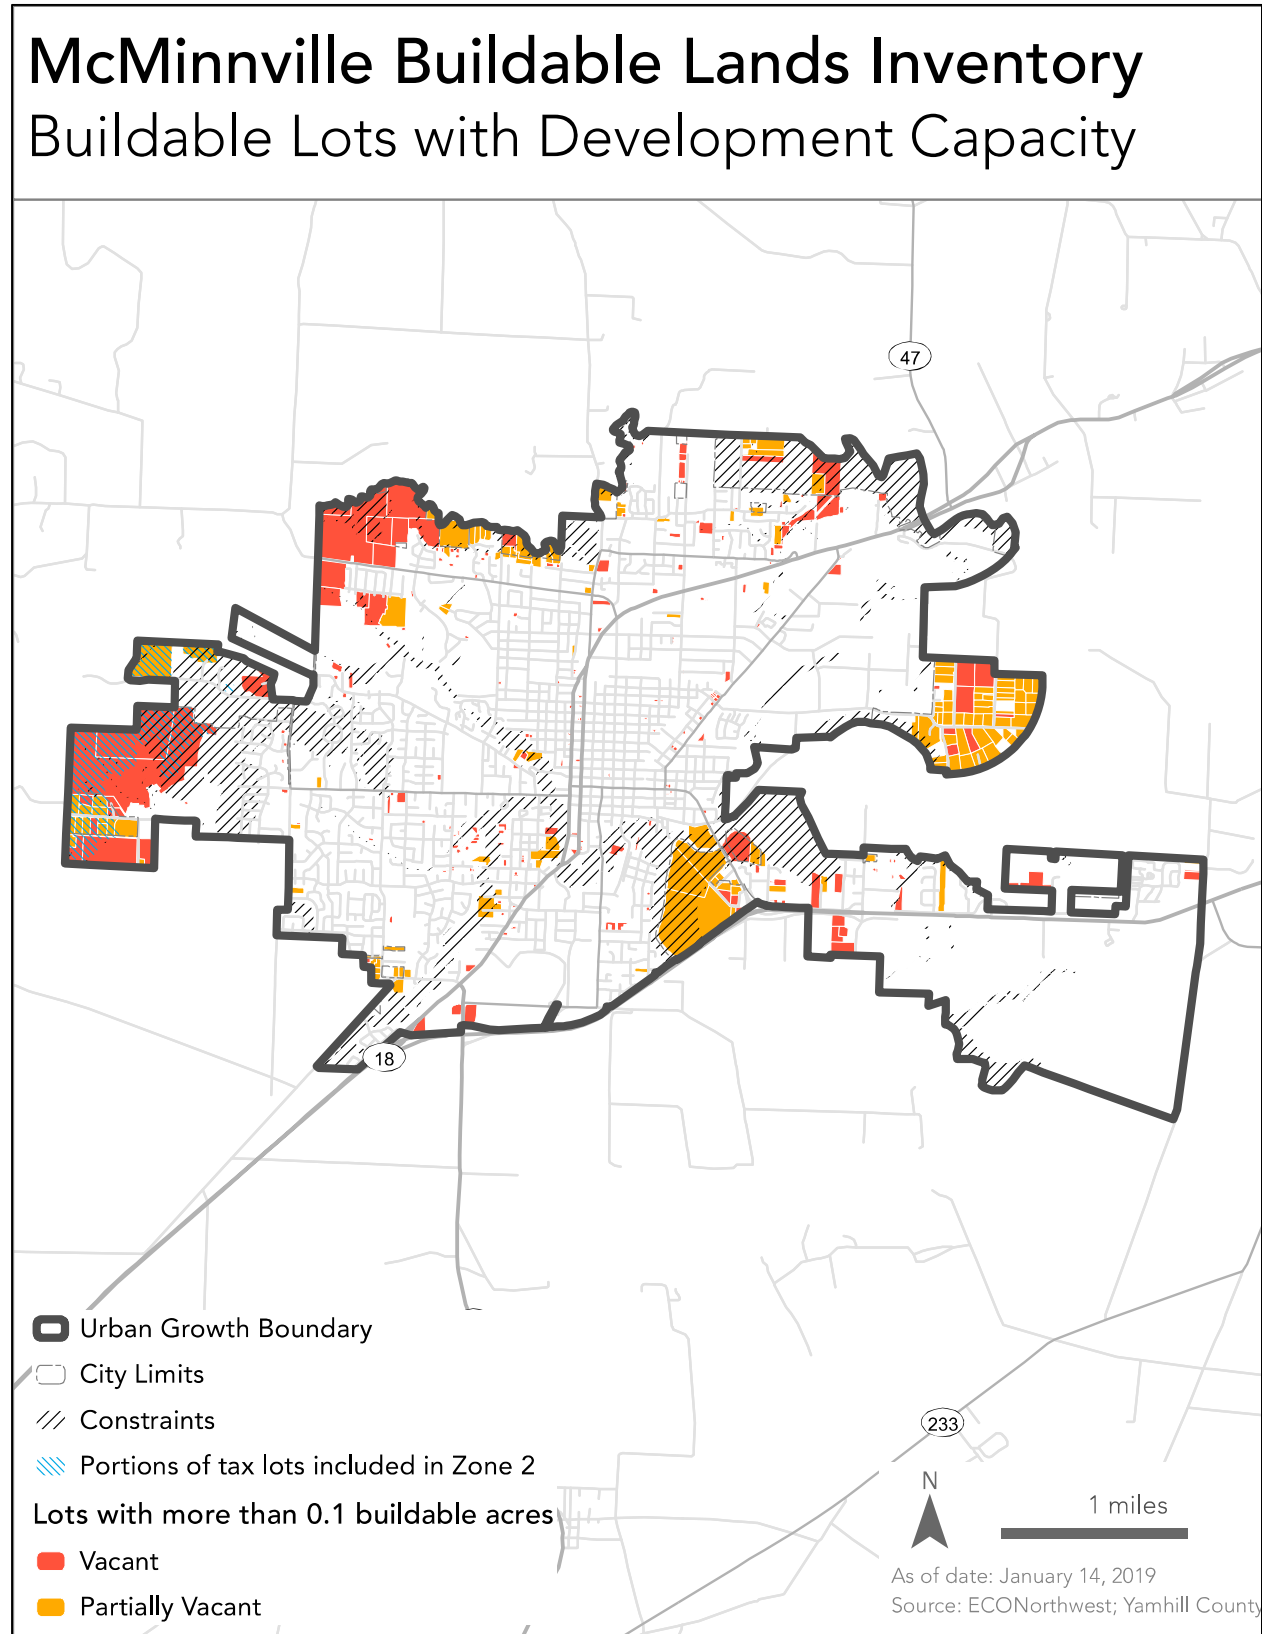 McMinnville Buildable Lands Inventory
Buildable Lots with Development Capacity
47
18
Urban Growth Boundary
City Limits
Constraints
Portions of tax lots included in Zone 2
Lots with more than 0.1 buildable acres
Vacant
Partially Vacant
233
N
1 miles
As of date: January 14, 2019
Source: ECONorthwest; Yamhill County